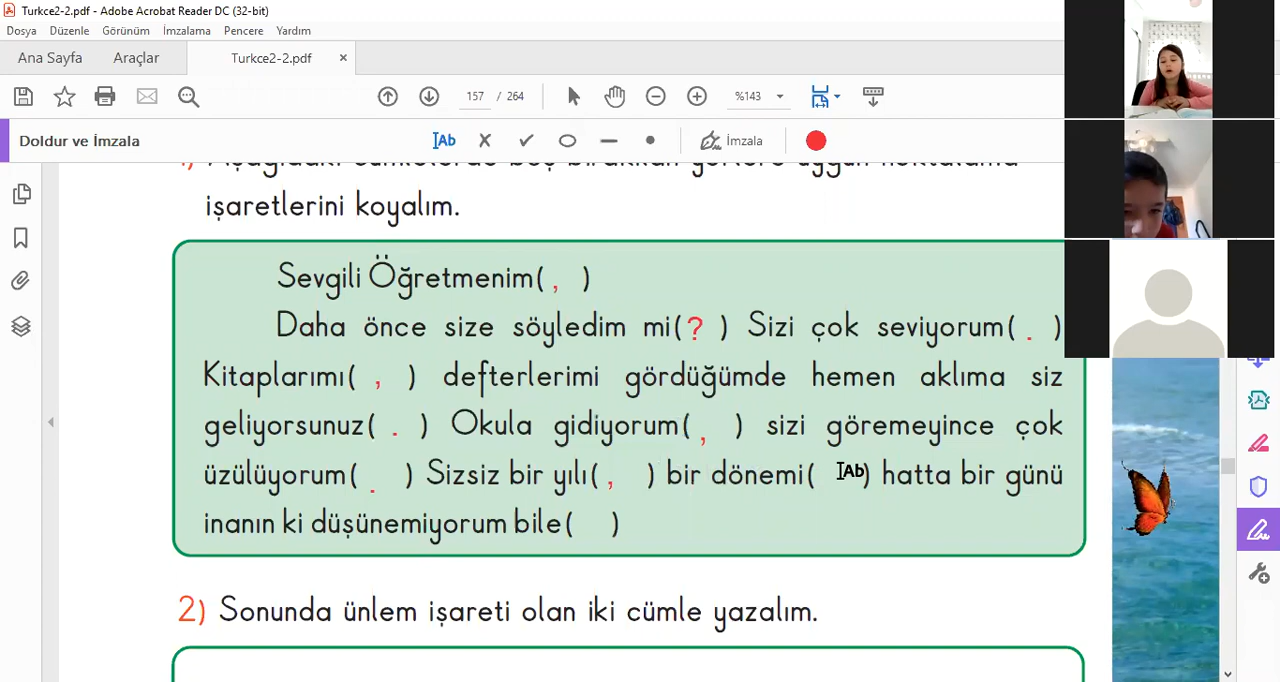 Turkce2-2.pdf - Adobe Acrobat Reader DC (32-bit)
Dosya Düzenle Görünüm İmzalama Pencere Yardım
Ana Sayfa Araçlar Turkce2-2.pdf ×
157 / 264 %143
Doldur ve İmzala IAb İmzala
işaretlerini koyalım.
Sevgili Öğretmenim( , )
Daha önce size söyledim mi( ? ) Sizi çok seviyorum( . )
Kitaplarımı( , ) defterlerimi gördüğümde hemen aklıma siz
geliyorsunuz( . ) Okula gidiyorum( , ) sizi göremeyince çok
üzülüyorum( . ) Sizsiz bir yılı( , ) bir dönemi( IAb) hatta bir günü
inanın ki düşünemiyorum bile( )
2) Sonunda ünlem işareti olan iki cümle yazalım.